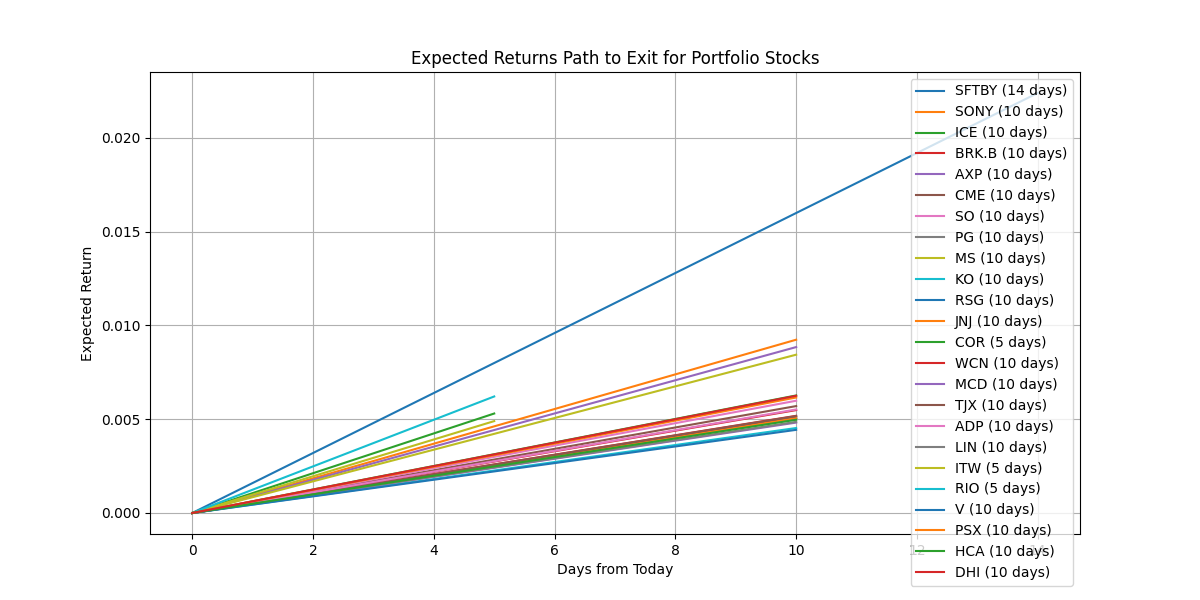 Expected Returns Path to Exit for Portfolio Stocks
Expected Return
0.020
0.015
0.010
0.005
0.000
0 2 4 6 8 10 12 14
Days from Today
SFTBY (14 days)
SONY (10 days)
ICE (10 days)
BRK.B (10 days)
AXP (10 days)
CME (10 days)
SO (10 days)
PG (10 days)
MS (10 days)
KO (10 days)
RSG (10 days)
JNJ (10 days)
COR (5 days)
WCN (10 days)
MCD (10 days)
TJX (10 days)
ADP (10 days)
LIN (10 days)
ITW (5 days)
RIO (5 days)
V (10 days)
PSX (10 days)
HCA (10 days)
DHI (10 days)